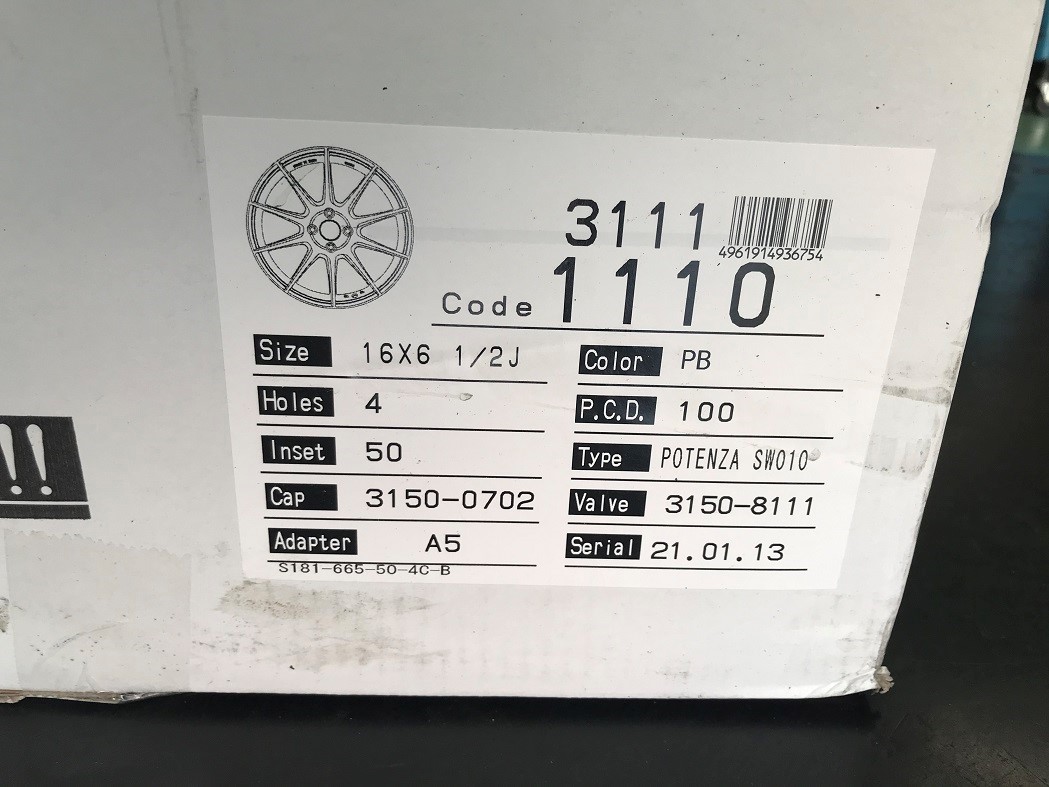 3111
4961914936754
Code 1110
Size 16X6 1/2J
Color PB
Holes 4
P.C.D. 100
Inset 50
Type POTENZA SW010
Cap 3150-0702
Valve 3150-8111
Adapter A5
Serial 21.01.13
S181-665-50-4C-B
!!